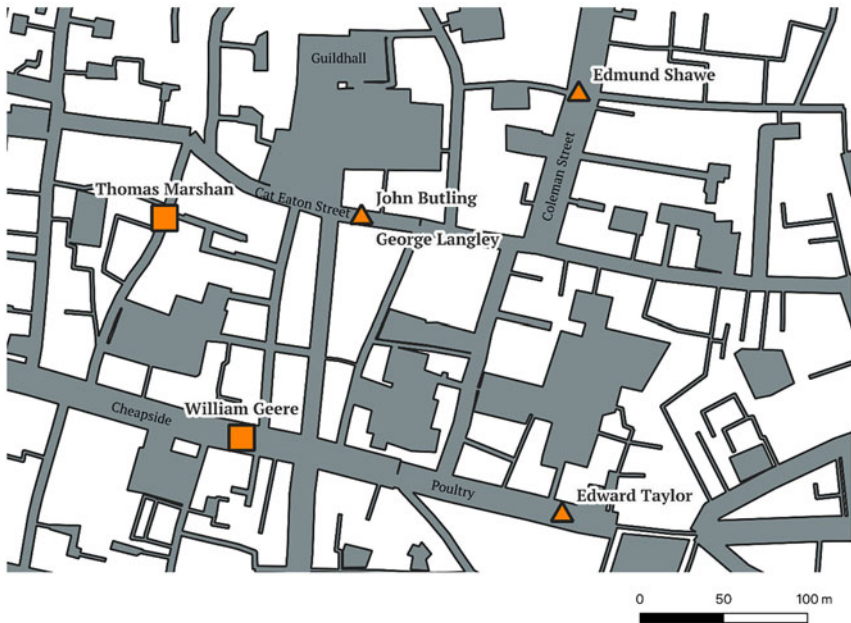 Guildhall
Edmund Shawe
Coleman Street
Thomas Marshan
Cat Eaton Street
John Butling
George Langley
William Geere
Cheapside
Poultry
Edward Taylor
0 50 100 m